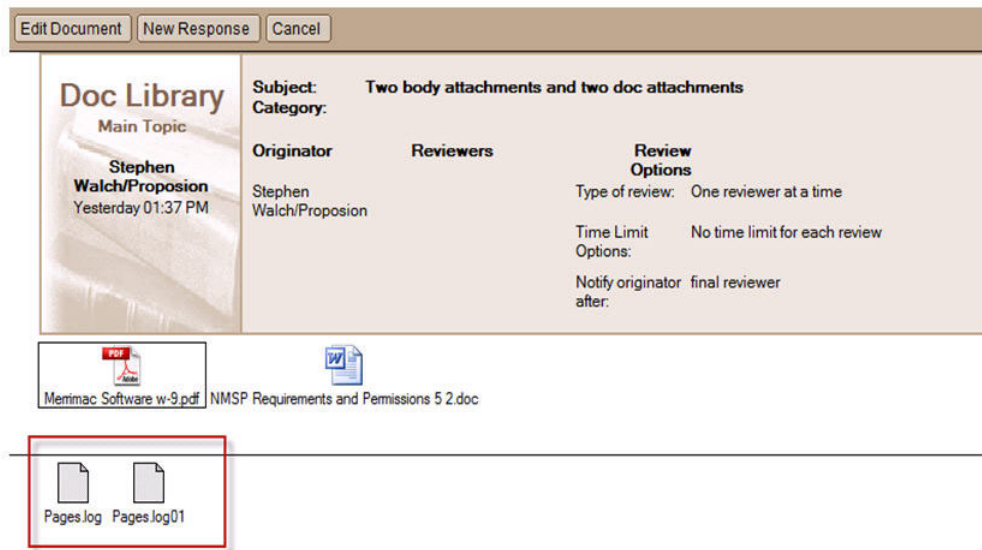 Edit Document New Response Cancel
Doc Library
Main Topic
Stephen
Walch/Proposion
Yesterday 01:37 PM
Subject: Two body attachments and two doc attachments
Category:
Originator Reviewers Review
Options
Stephen
Walch/Proposion
Type of review: One reviewer at a time
Time Limit
Options: No time limit for each review
Notify originator
after: final reviewer
PDF
Adobe
W
Merrimac Software w-9.pdf NMSP Requirements and Permissions 5 2.doc
Pages.log Pages.log01